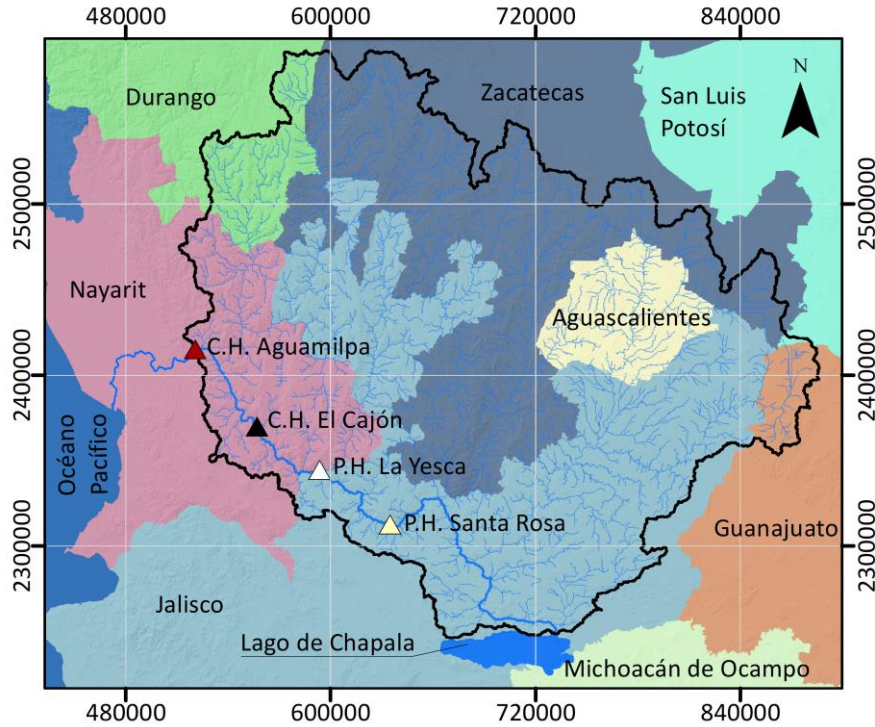 480000 600000 720000 840000
Durango
Zacatecas
San Luis
Potosí
N
2500000
2500000
Nayarit
Aguascalientes
C.H. Aguamilpa
2400000
2400000
C.H. El Cajón
Océano
Pacífico
P.H. La Yesca
P.H. Santa Rosa
Guanajuato
2300000
2300000
Jalisco
Lago de Chapala
Michoacán de Ocampo
480000 600000 720000 840000